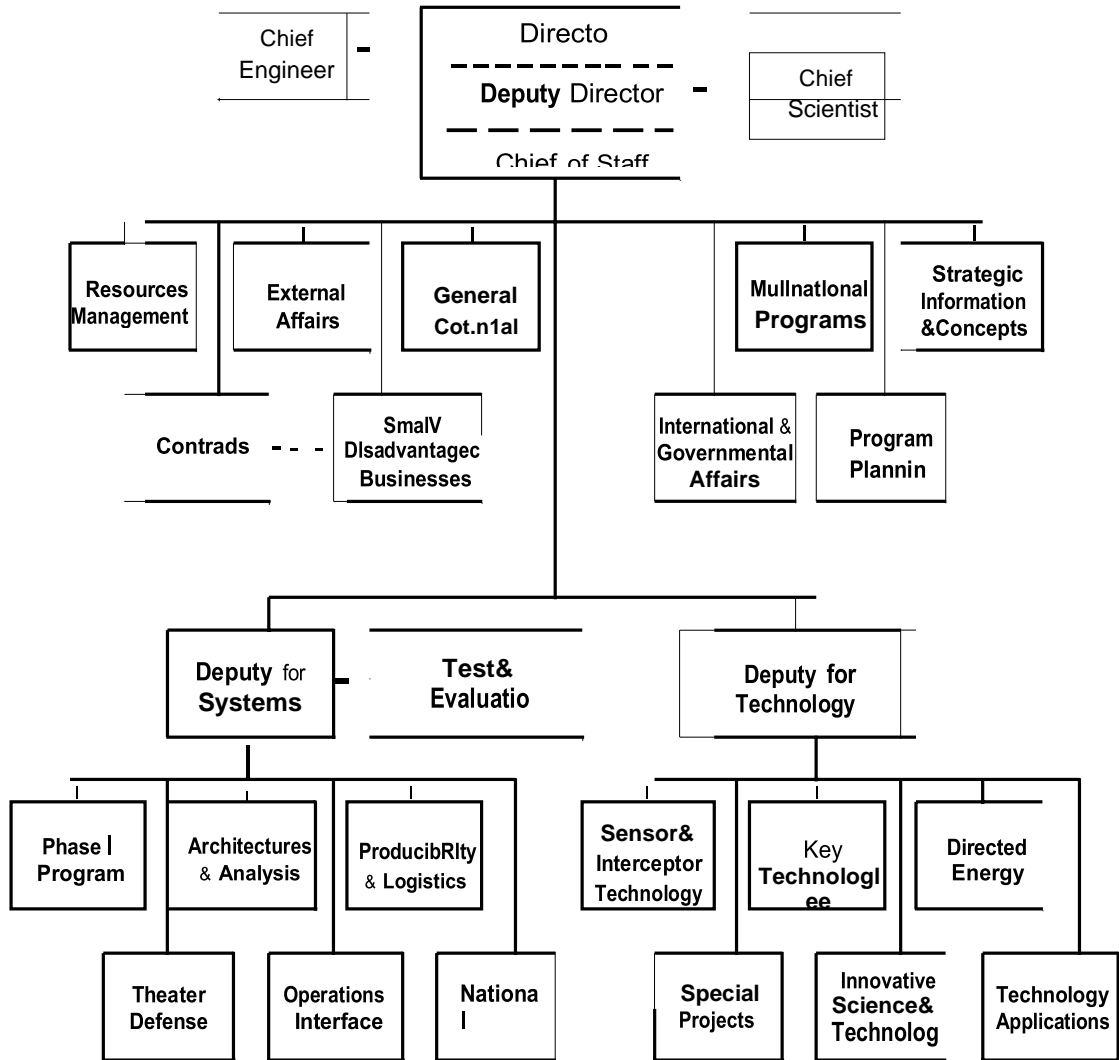 Chief
Engineer
Directo
Deputy Director
Chief of Staff
Chief
Scientist
Resources
Management
External
Affairs
General
Cot.n1al
Mullnatlonal
Programs
Strategic
Information
&Concepts
Contrads
SmalV
Dlsadvantagec
Businesses
International &
Governmental
Affairs
Program
Plannin
Deputy for
Systems
Test&
Evaluatio
Deputy for
Technology
Phase l
Program
Architectures
& Analysis
ProducibRlty
& Logistics
Sensor&
Interceptor
Technology
Key
Technologl
ee
Directed
Energy
Theater
Defense
Operations
Interface
Nationa
l
Special
Projects
Innovative
Science&
Technolog
Technology
Applications